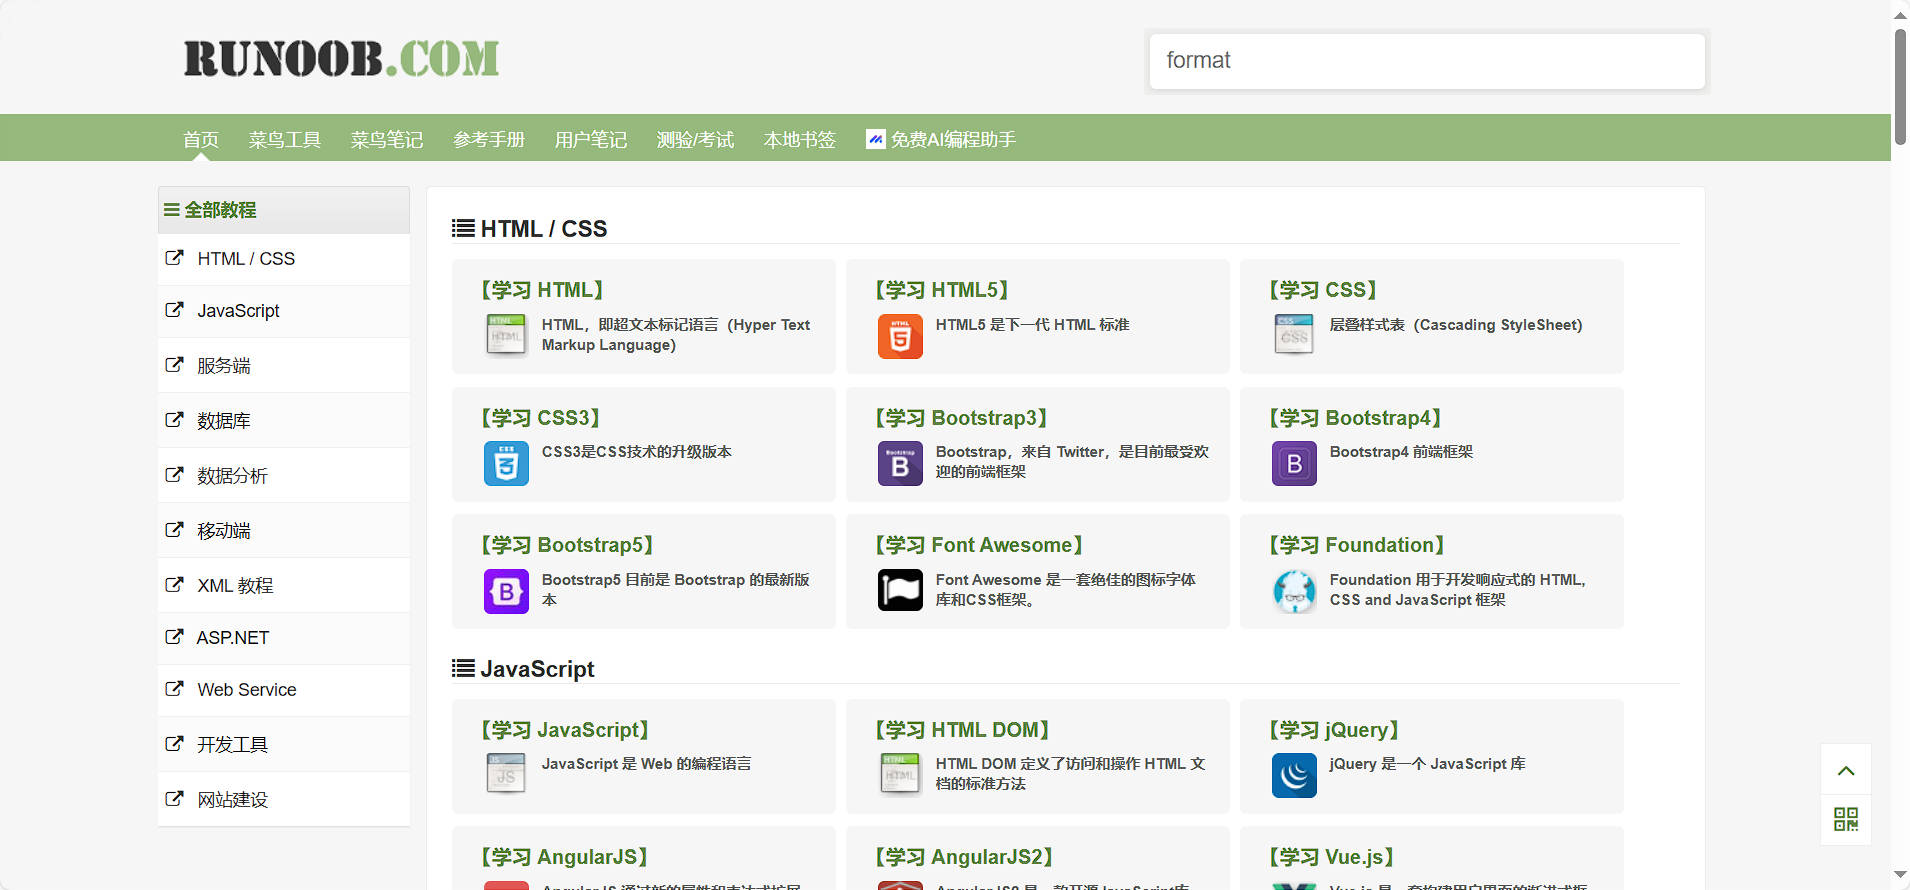 RUNOOB.COM
format
首页 菜鸟工具 菜鸟笔记 参考手册 用户笔记 测验/考试 本地书签 免费AI编程助手
全部教程
HTML / CSS
JavaScript
服务端
数据库
数据分析
移动端
XML 教程
ASP.NET
Web Service
开发工具
网站建设
HTML / CSS
【学习 HTML】
HTML，即超文本标记语言（Hyper Text
Markup Language）
【学习 HTML5】
HTML5 是下一代 HTML 标准
【学习 CSS】
层叠样式表（Cascading StyleSheet)
【学习 CSS3】
CSS3是CSS技术的升级版本
【学习 Bootstrap3】
Bootstrap，来自 Twitter，是目前最受欢
迎的前端框架
【学习 Bootstrap4】
Bootstrap4 前端框架
【学习 Bootstrap5】
Bootstrap5 目前是 Bootstrap 的最新版
本
【学习 Font Awesome】
Font Awesome 是一套绝佳的图标字体
库和CSS框架。
【学习 Foundation】
Foundation 用于开发响应式的 HTML,
CSS and JavaScript 框架
JavaScript
【学习 JavaScript】
JavaScript 是 Web 的编程语言
【学习 HTML DOM】
HTML DOM 定义了访问和操作 HTML 文
档的标准方法
【学习 jQuery】
jQuery 是一个 JavaScript 库
【学习 AngularJS】
【学习 AngularJS2】
【学习 Vue.js】